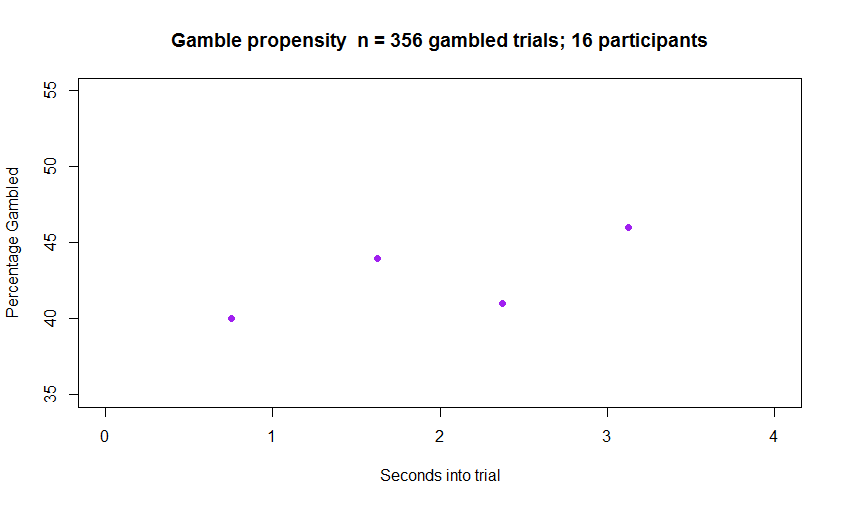 Gamble propensity  n = 356 gambled trials; 16 participants
Percentage Gambled
55
50
45
40
35
0 1 2 3 4
Seconds into trial